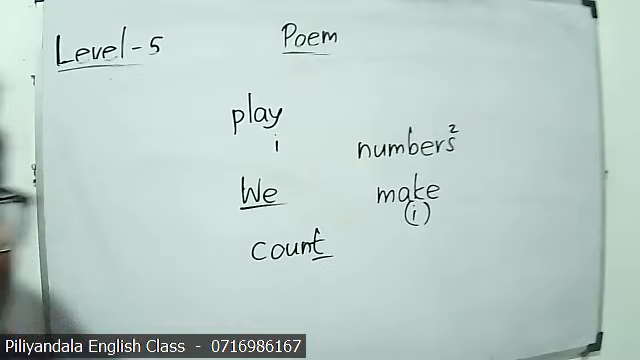 Level - 5
Poem
play
i
numbers²
We
make
(i)
count
Piliyandala English Class - 0716986167